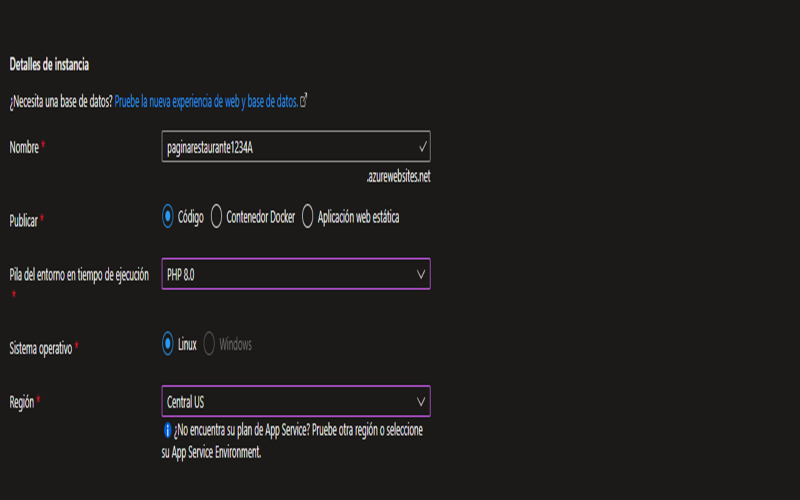 Detalles de instancia
¿Necesita una base de datos? Pruebe la nueva experiencia de web y base de datos.
Nombre *
paginarestaurante1234A
.azurewebsites.net
Publicar *
Código
Contenedor Docker
Aplicación web estática
Pila del entorno en tiempo de ejecución
*
PHP 8.0
Sistema operativo *
Linux
Windows
Región *
Central US
¿No encuentra su plan de App Service? Pruebe otra región o seleccione
su App Service Environment.